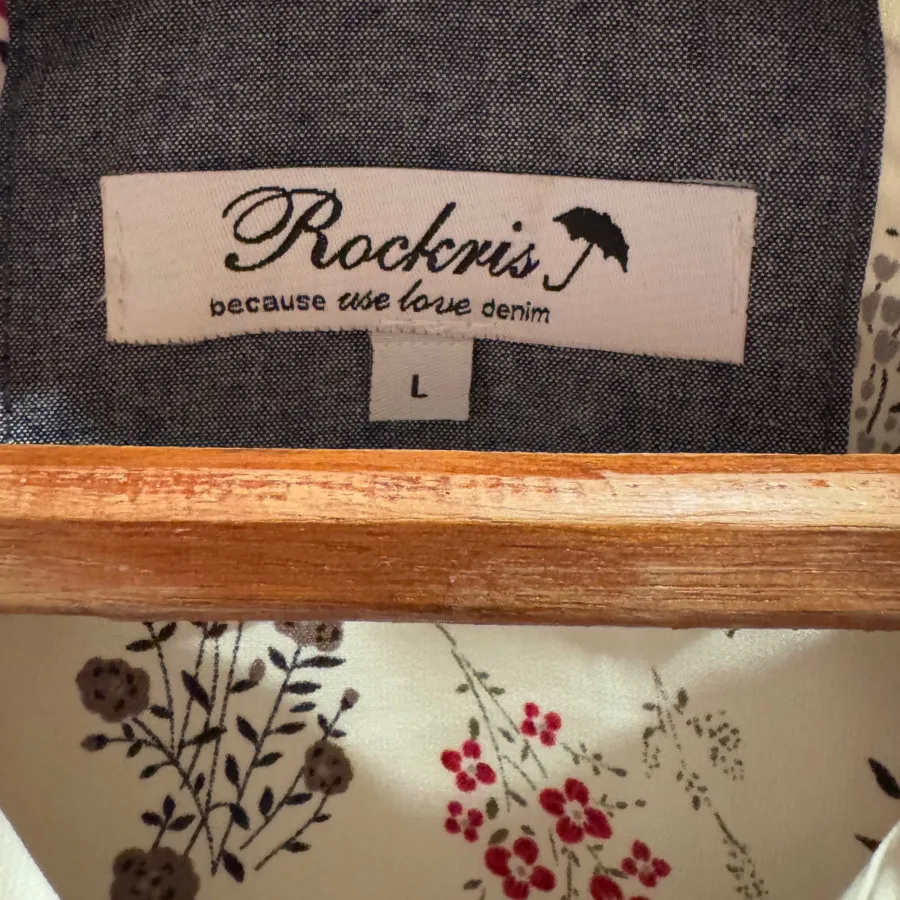 Rockris
because use love denim
L